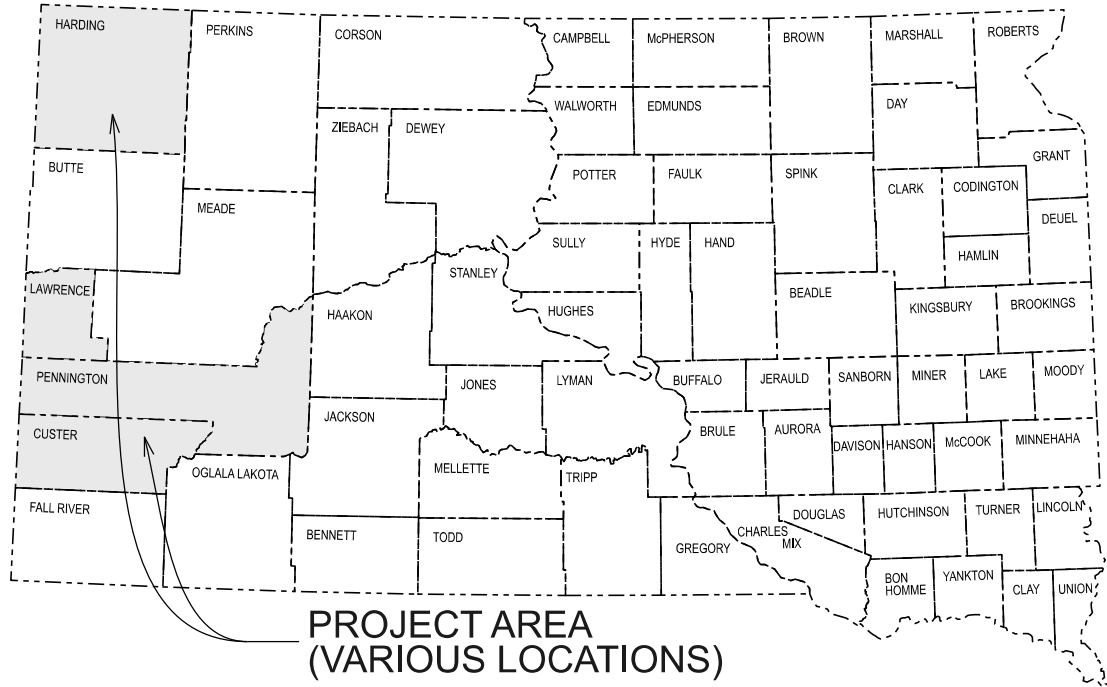 HARDING
PERKINS
CORSON
CAMPBELL
McPHERSON
BROWN
MARSHALL
ROBERTS
WALWORTH
EDMUNDS
DAY
ZIEBACH
DEWEY
BUTTE
POTTER
FAULK
SPINK
GRANT
CLARK
CODINGTON
MEADE
DEUEL
SULLY
HYDE
HAND
HAMLIN
STANLEY
LAWRENCE
BEADLE
HAAKON
HUGHES
KINGSBURY
BROOKINGS
PENNINGTON
JONES
LYMAN
BUFFALO
JERAULD
SANBORN
MINER
LAKE
MOODY
JACKSON
CUSTER
BRULE
AURORA
DAVISON
HANSON
McCOOK
MINNEHAHA
OGLALA LAKOTA
MELLETTE
TRIPP
FALL RIVER
DOUGLAS
HUTCHINSON
TURNER
LINCOLN
BENNETT
TODD
GREGORY
CHARLES
MIX
BON
HOMME
YANKTON
CLAY
UNION
PROJECT AREA
(VARIOUS LOCATIONS)